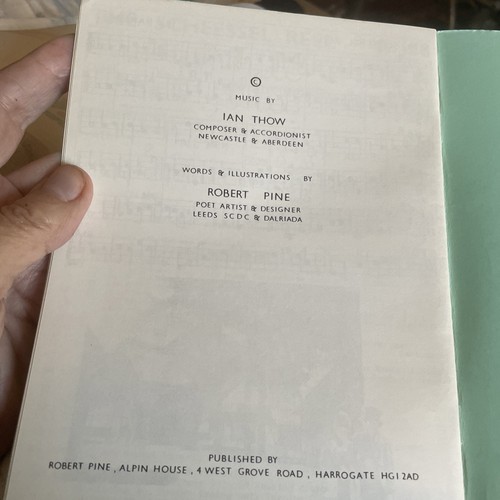 ©
MUSIC BY
IAN THOW
COMPOSER & ACCORDIONIST
NEWCASTLE & ABERDEEN
WORDS & ILLUSTRATIONS BY
ROBERT PINE
POET ARTIST & DESIGNER
LEEDS SCDC & DALRIADA
PUBLISHED BY
ROBERT PINE, ALPIN HOUSE, 4 WEST GROVE ROAD, HARROGATE HG1 2AD